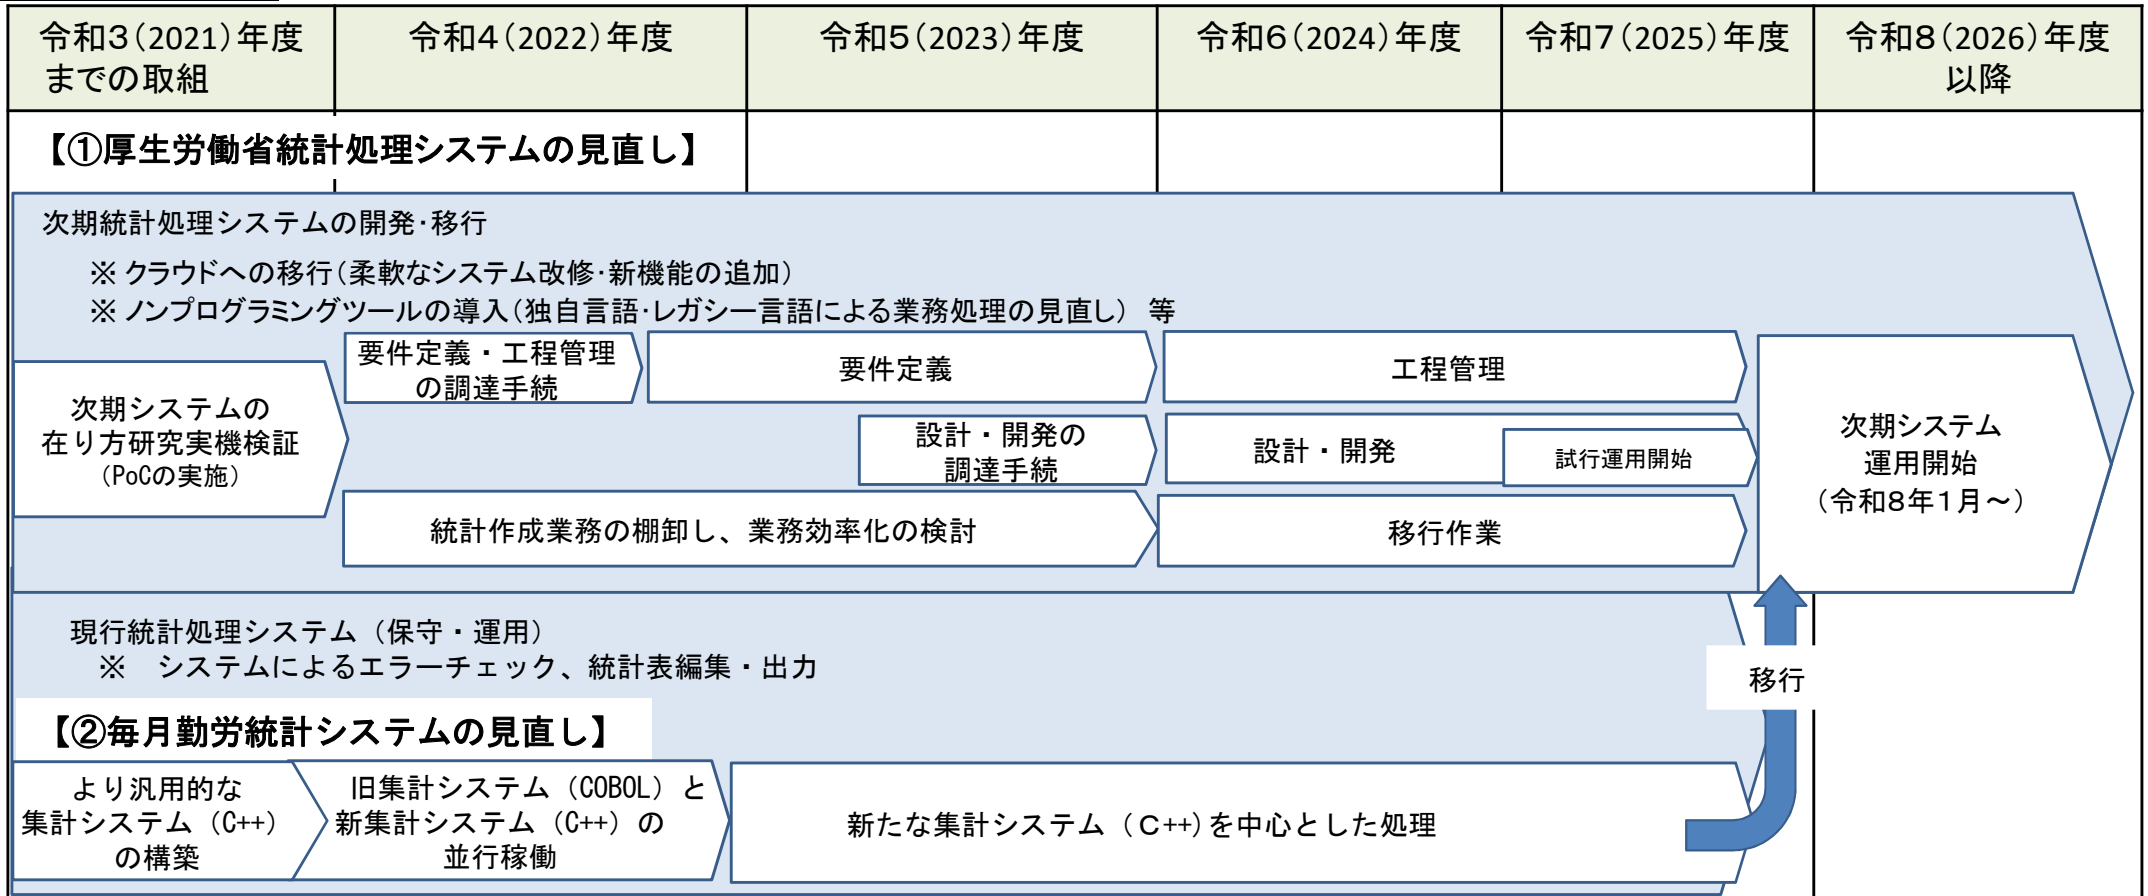 令和3(2021)年度
までの取組
令和4(2022)年度
令和5(2023)年度
令和6(2024)年度
令和7(2025)年度
令和8(2026)年度
以降
【①厚生労働省統計処理システムの見直し】
次期統計処理システムの開発・移行
※ クラウドへの移行(柔軟なシステム改修・新機能の追加)
※ ノンプログラミングツールの導入(独自言語・レガシー言語による業務処理の見直し) 等
次期システムの
在り方研究実機検証
(PoCの実施)
要件定義・工程管理
の調達手続
要件定義
工程管理
設計・開発の
調達手続
設計・開発
試行運用開始
統計作成業務の棚卸し、業務効率化の検討
移行作業
次期システム
運用開始
(令和8年1月～)
現行統計処理システム（保守・運用）
※ システムによるエラーチェック、統計表編集・出力
移行
【②毎月勤労統計システムの見直し】
より汎用的な
集計システム（C++）
の構築
旧集計システム（COBOL）と
新集計システム（C++）の
並行稼働
新たな集計システム（C++)を中心とした処理